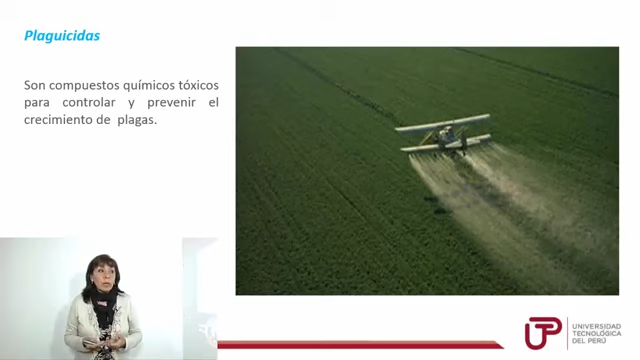 Plaguicidas
Son compuestos químicos tóxicos
para controlar y prevenir el
crecimiento de plagas.
UTP
UNIVERSIDAD
TECNOLÓGICA
DEL PERÚ